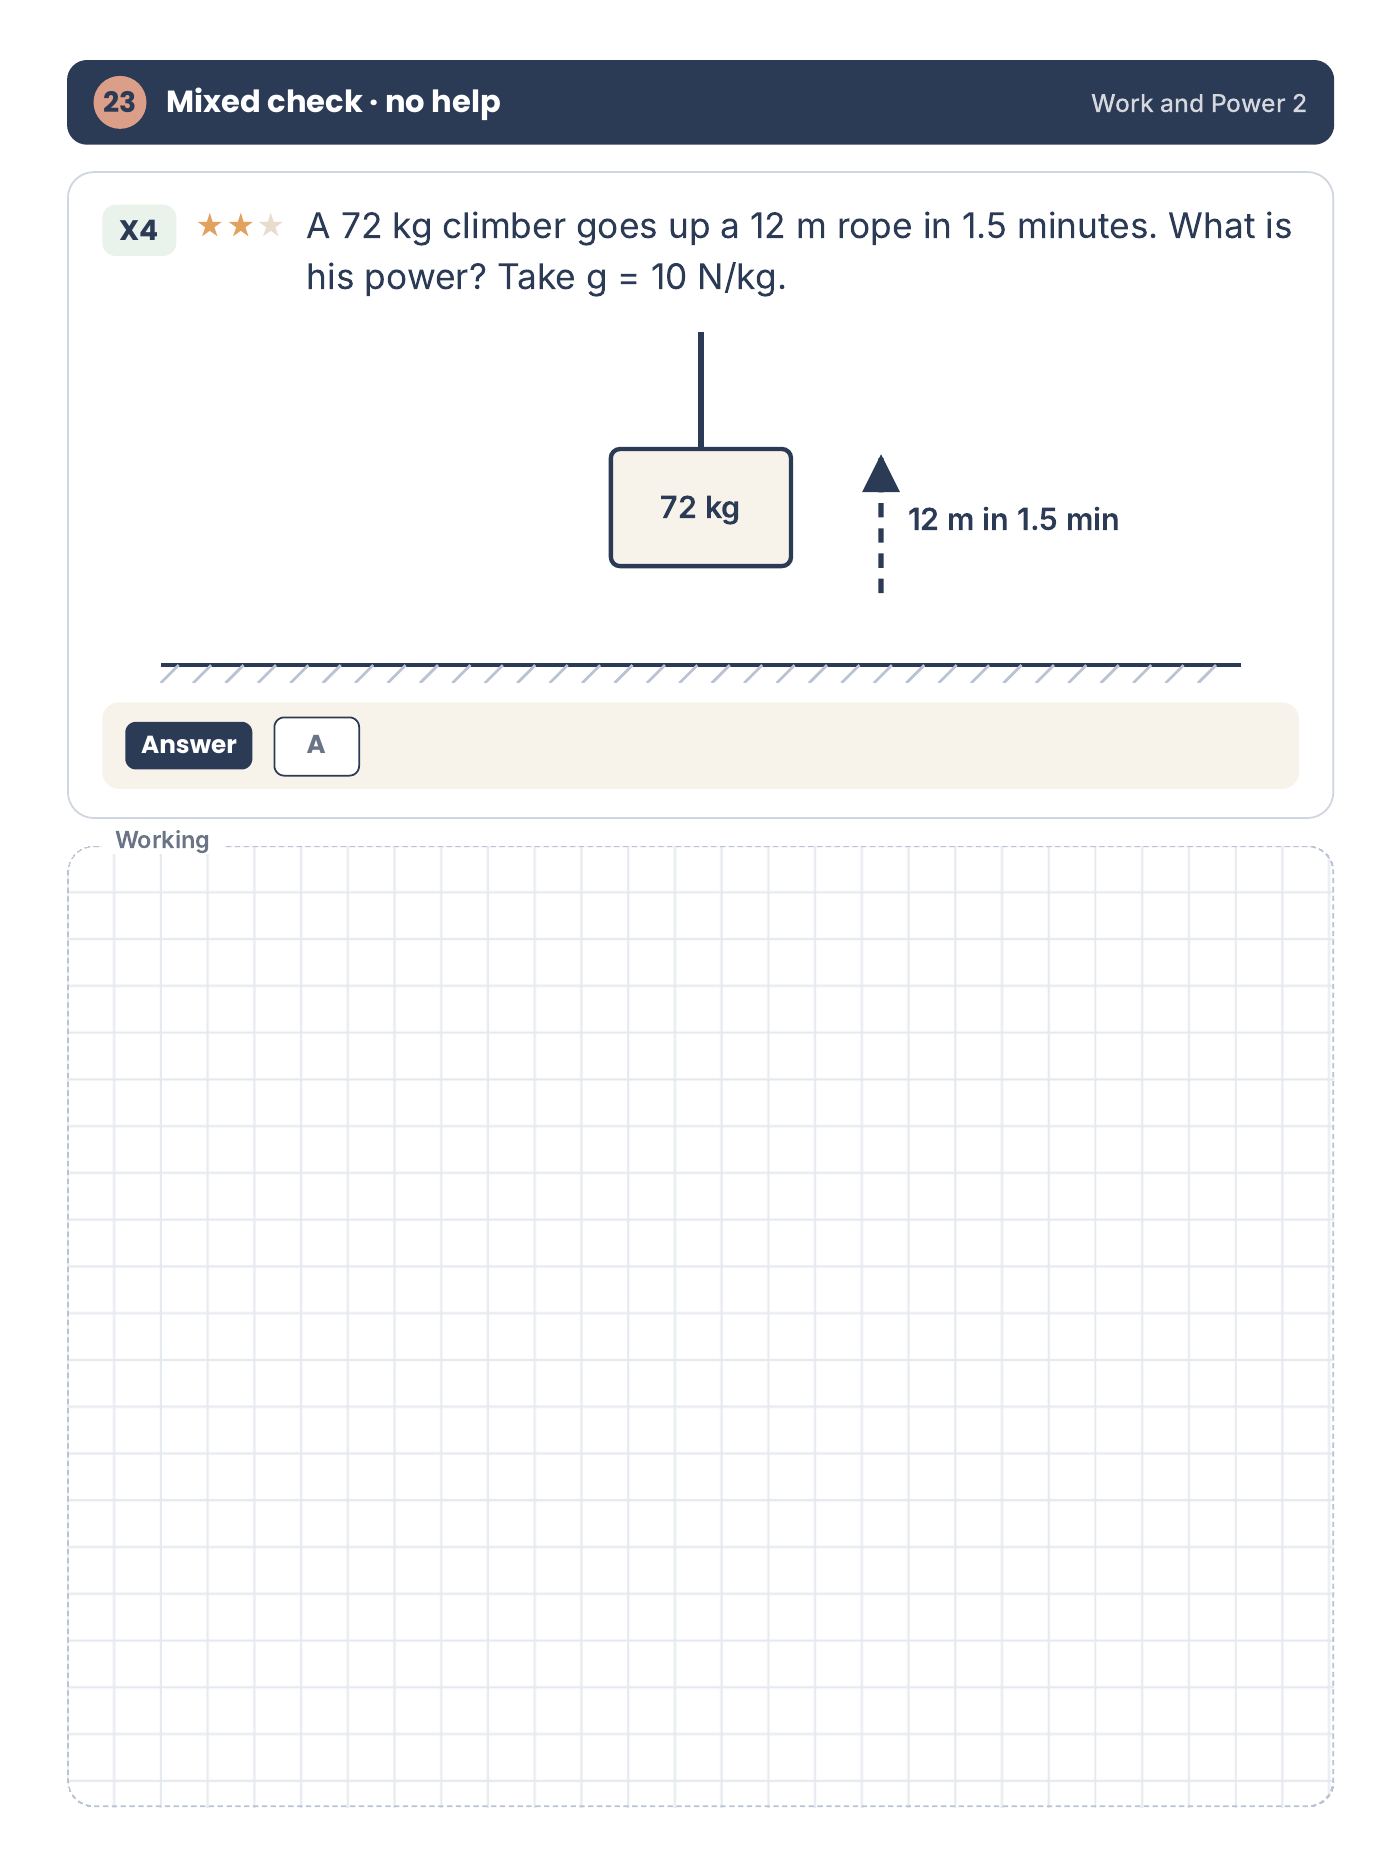 23 Mixed check · no help Work and Power 2
X4 ★★★ A 72 kg climber goes up a 12 m rope in 1.5 minutes. What is
his power? Take g = 10 N/kg.
72 kg
12 m in 1.5 min
Answer A
Working